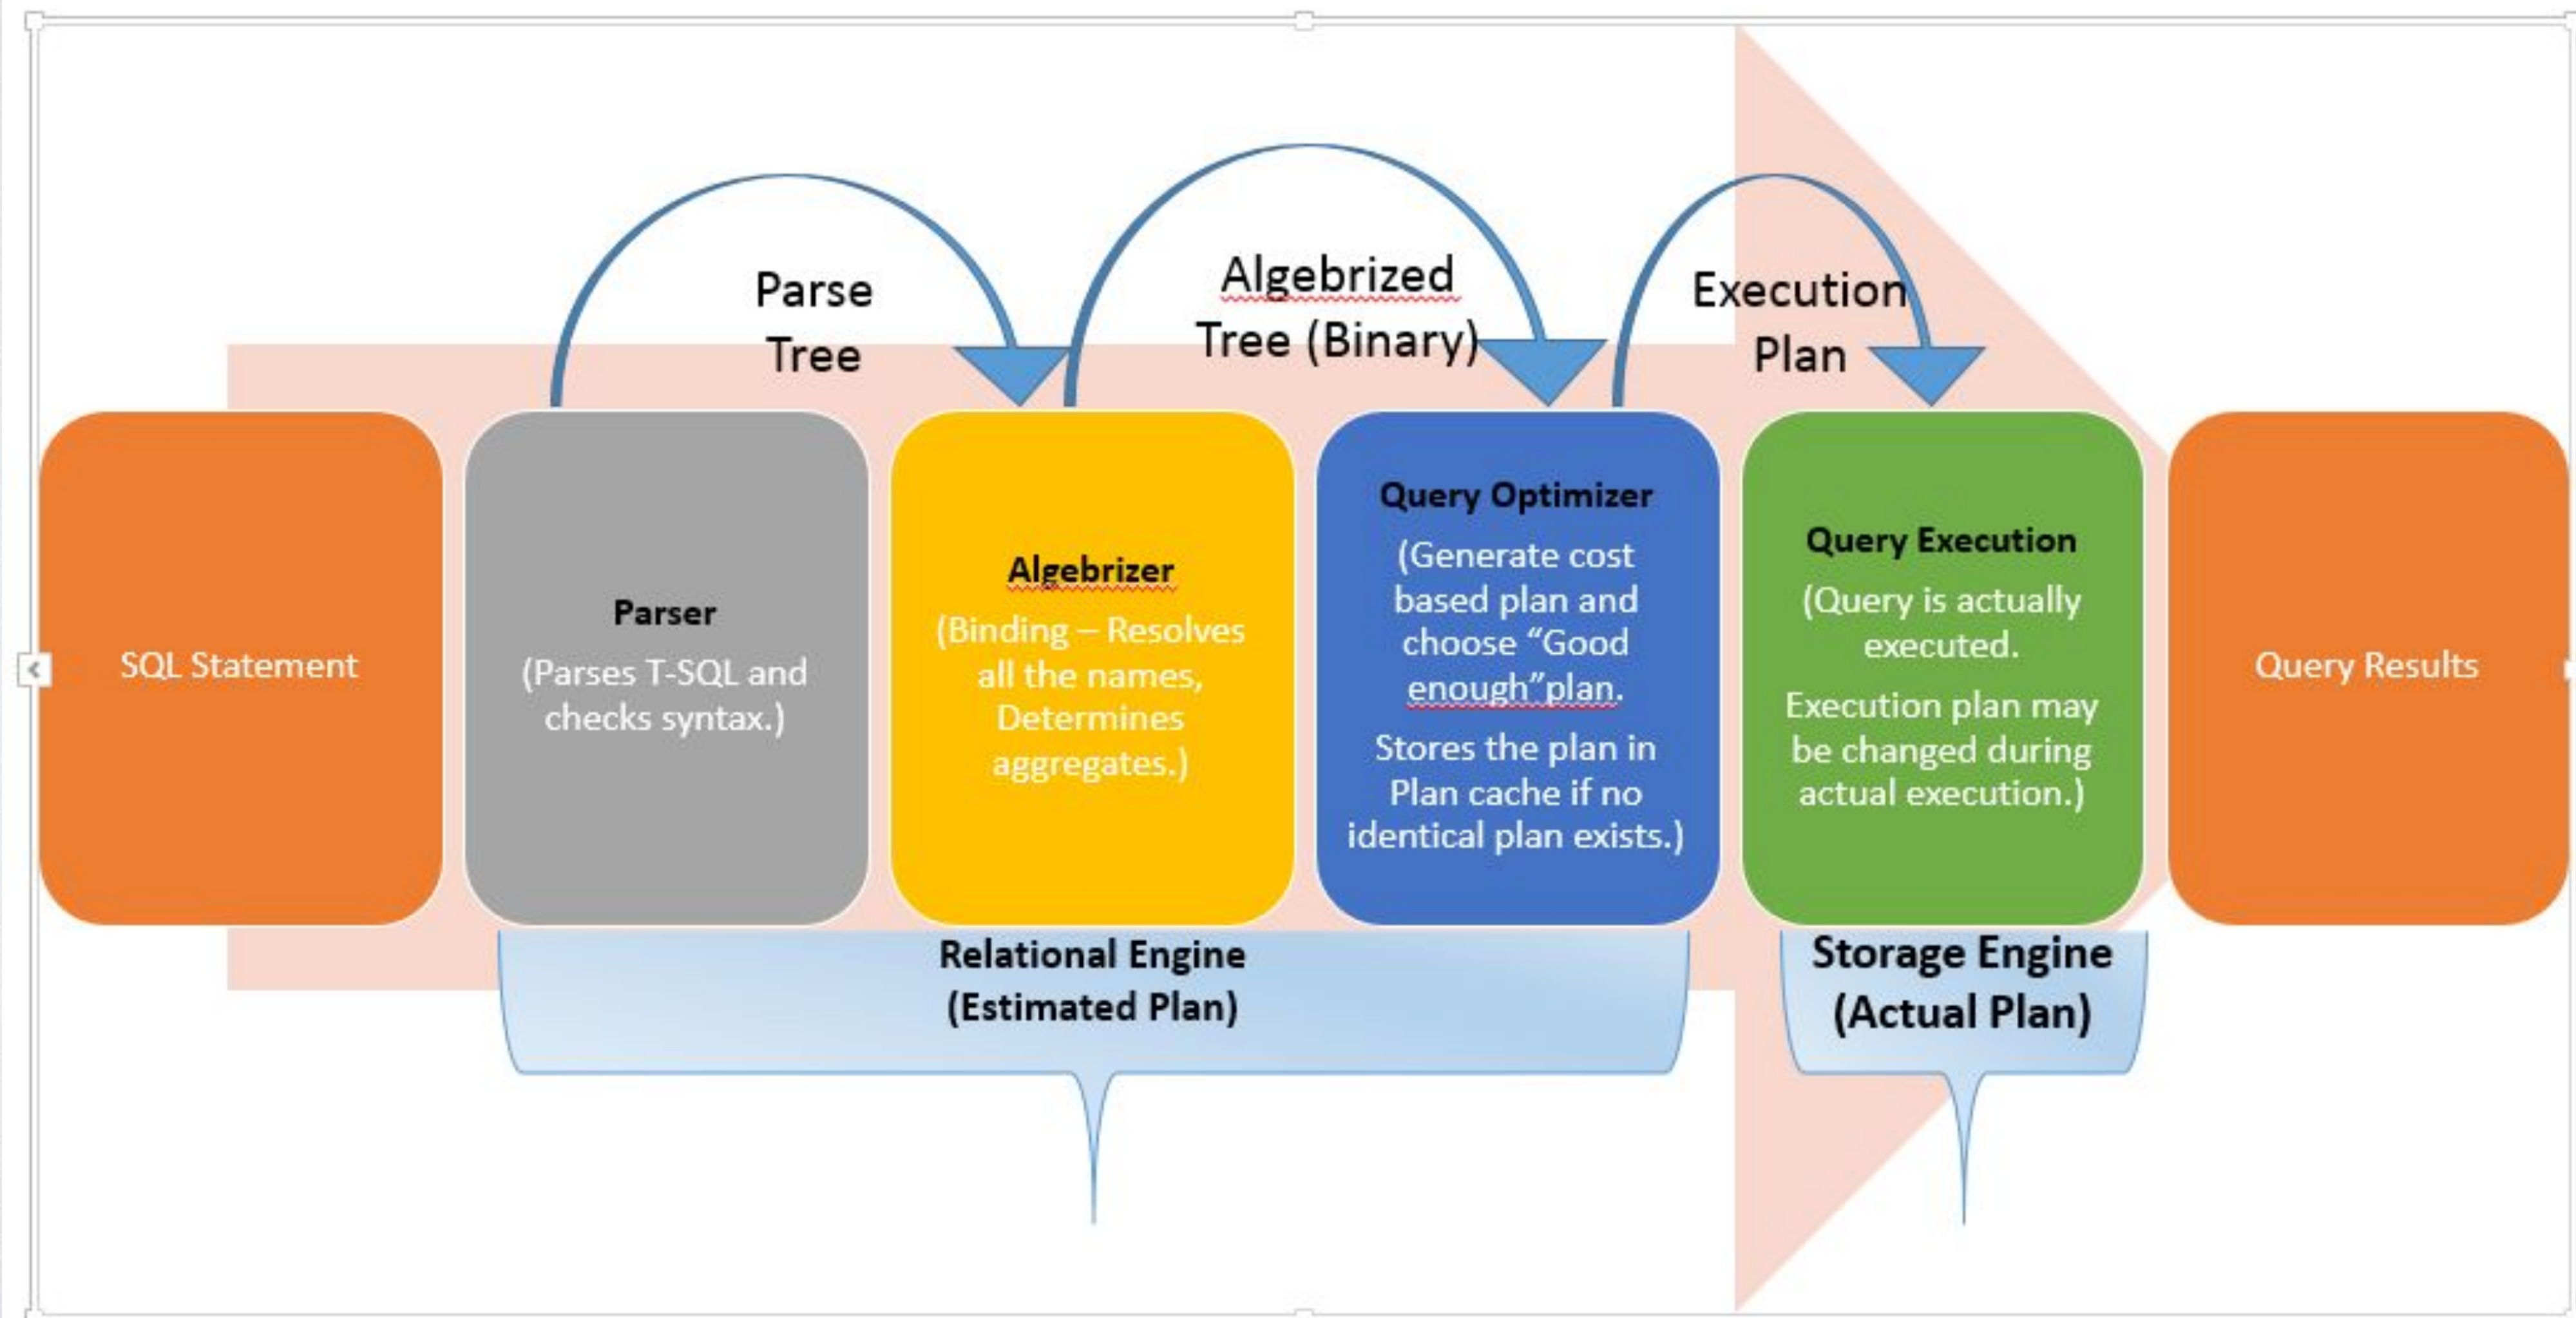 Parse
Tree
Algebrized
Tree (Binary)
Execution
Plan
SQL Statement
Parser
(Parses T-SQL and
checks syntax.)
Algebrizer
(Binding – Resolves
all the names,
Determines
aggregates.)
Query Optimizer
(Generate cost
based plan and
choose “Good
enough”plan.
Stores the plan in
Plan cache if no
identical plan exists.)
Query Execution
(Query is actually
executed.
Execution plan may
be changed during
actual execution.)
Query Results
Relational Engine
(Estimated Plan)
Storage Engine
(Actual Plan)